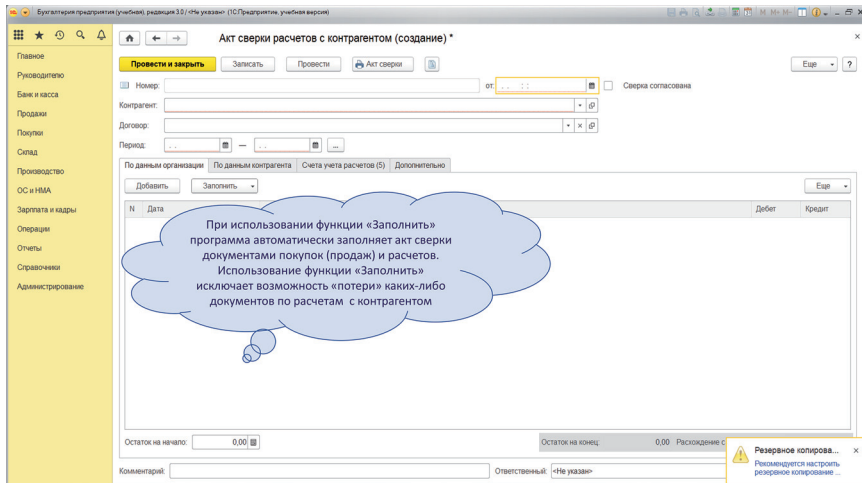 Бухгалтерия предприятия (учебная), редакция 3.0 / <Не указан> (1С:Предприятие, учебная версия)
Акт сверки расчетов с контрагентом (создание) *
Главное
Руководителю
Банк и касса
Продажи
Покупки
Склад
Производство
ОС и НМА
Зарплата и кадры
Операции
Отчеты
Справочники
Администрирование
Провести и закрыть Записать Провести Акт сверки Еще ?
Номер: от: . . : : Сверка согласована
Контрагент:
Договор:
Период: . . — . . ...
По данным организации По данным контрагента Счета учета расчетов (5) Дополнительно
Добавить Заполнить Еще
N Дата Дебет Кредит
При использовании функции «Заполнить»
программа автоматически заполняет акт сверки
документами покупок (продаж) и расчетов.
Использование функции «Заполнить»
исключает возможность «потери» каких-либо
документов по расчетам с контрагентом
Остаток на начало: 0,00 Остаток на конец: 0,00 Расхождение с
Комментарий: Ответственный: <Не указан>
Резервное копирова...
Рекомендуется настроить
резервное копирование ...